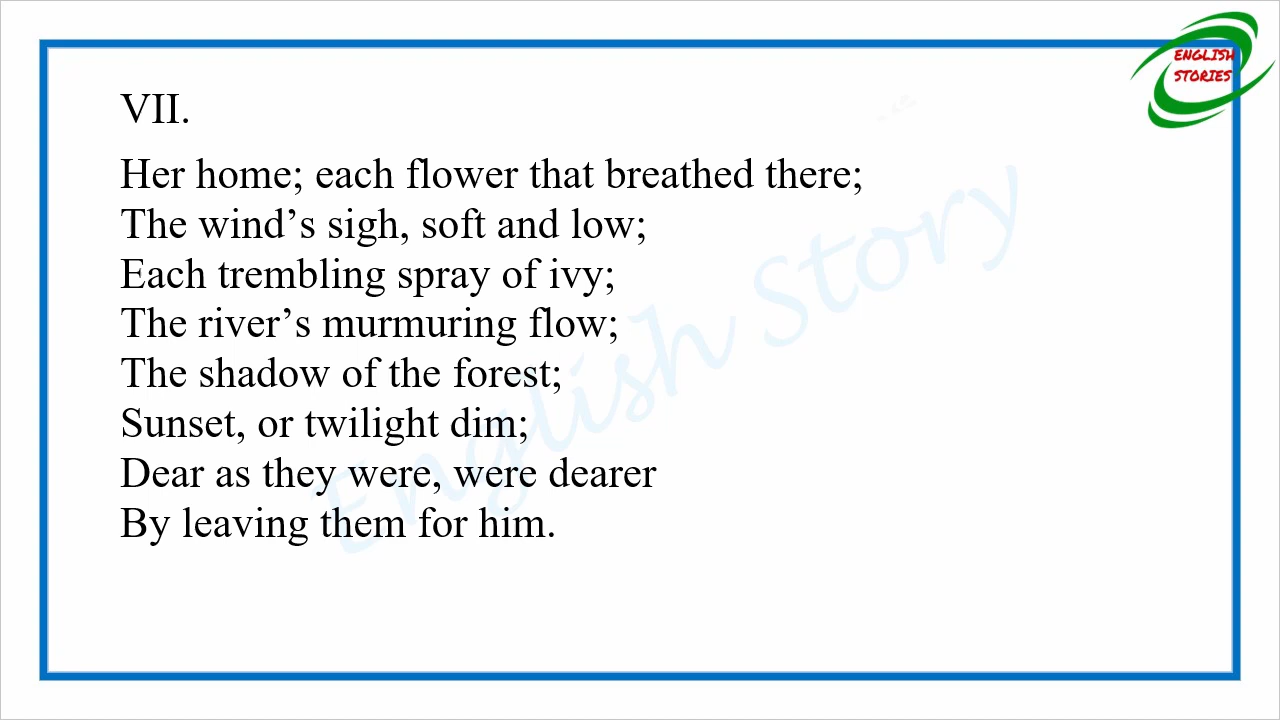 ENGLISH
STORIES
VII.
Her home; each flower that breathed there;
The wind’s sigh, soft and low;
Each trembling spray of ivy;
The river’s murmuring flow;
The shadow of the forest;
Sunset, or twilight dim;
Dear as they were, were dearer
By leaving them for him.
English Story